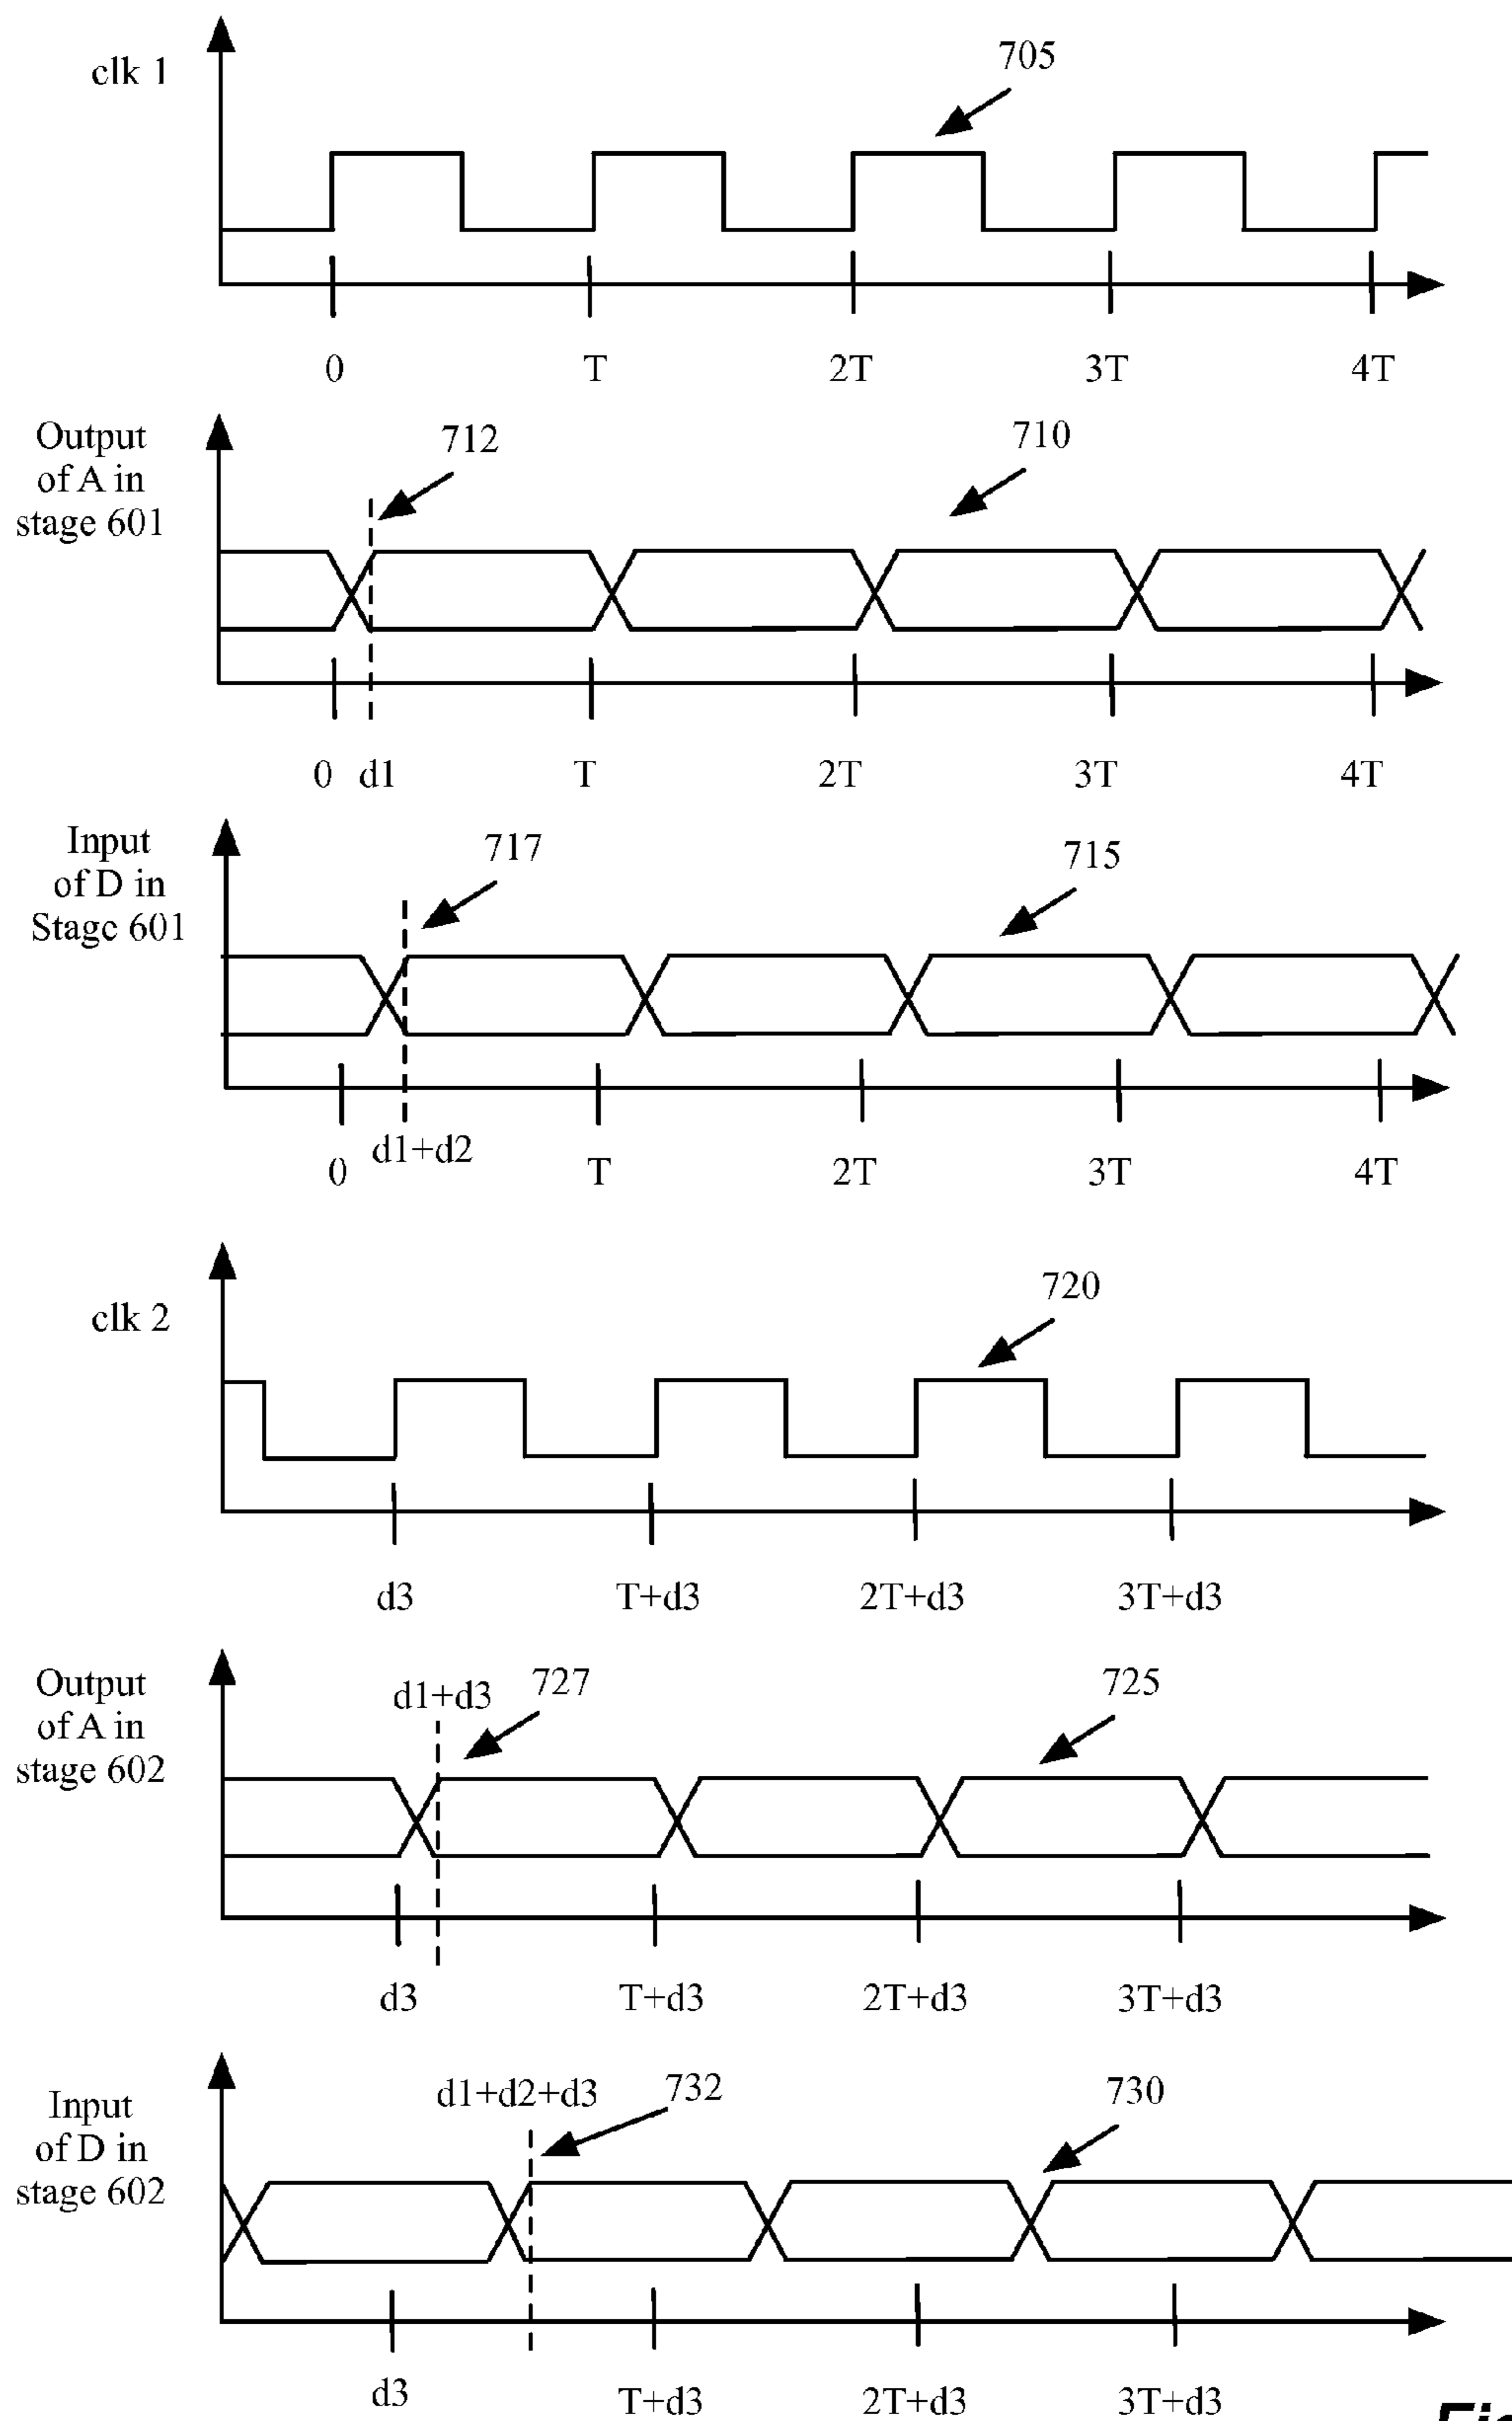 clk 1
705
0 T 2T 3T 4T
Output
of A in
stage 601
712
710
0 d1 T 2T 3T 4T
Input
of D in
Stage 601
717
715
d1+d2
0 T 2T 3T 4T
clk 2
720
d3 T+d3 2T+d3 3T+d3
Output
of A in
stage 602
d1+d3
727
725
d3 T+d3 2T+d3 3T+d3
Input
of D in
stage 602
d1+d2+d3
732
730
d3 T+d3 2T+d3 3T+d3